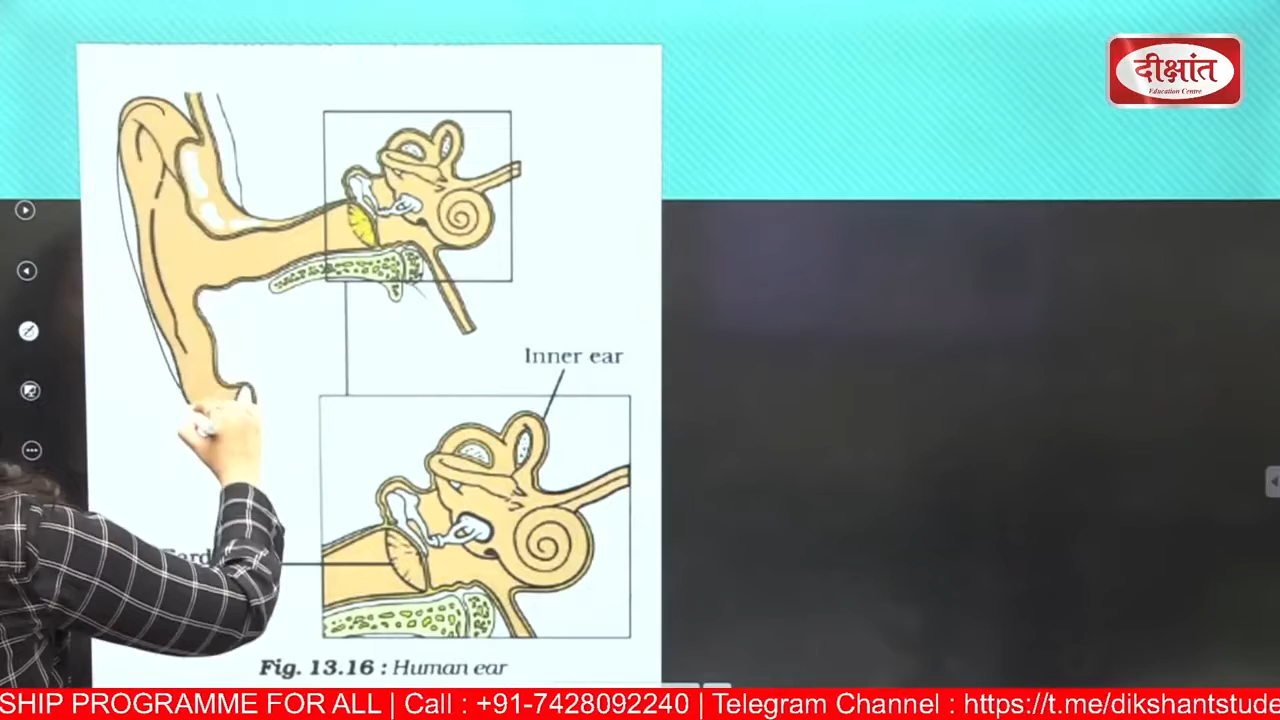 दीक्षांत
Education Centre
Inner ear
Fig. 13.16 : Human ear
SHIP PROGRAMME FOR ALL | Call : +91-7428092240 | Telegram Channel : https://t.me/dikshantstude